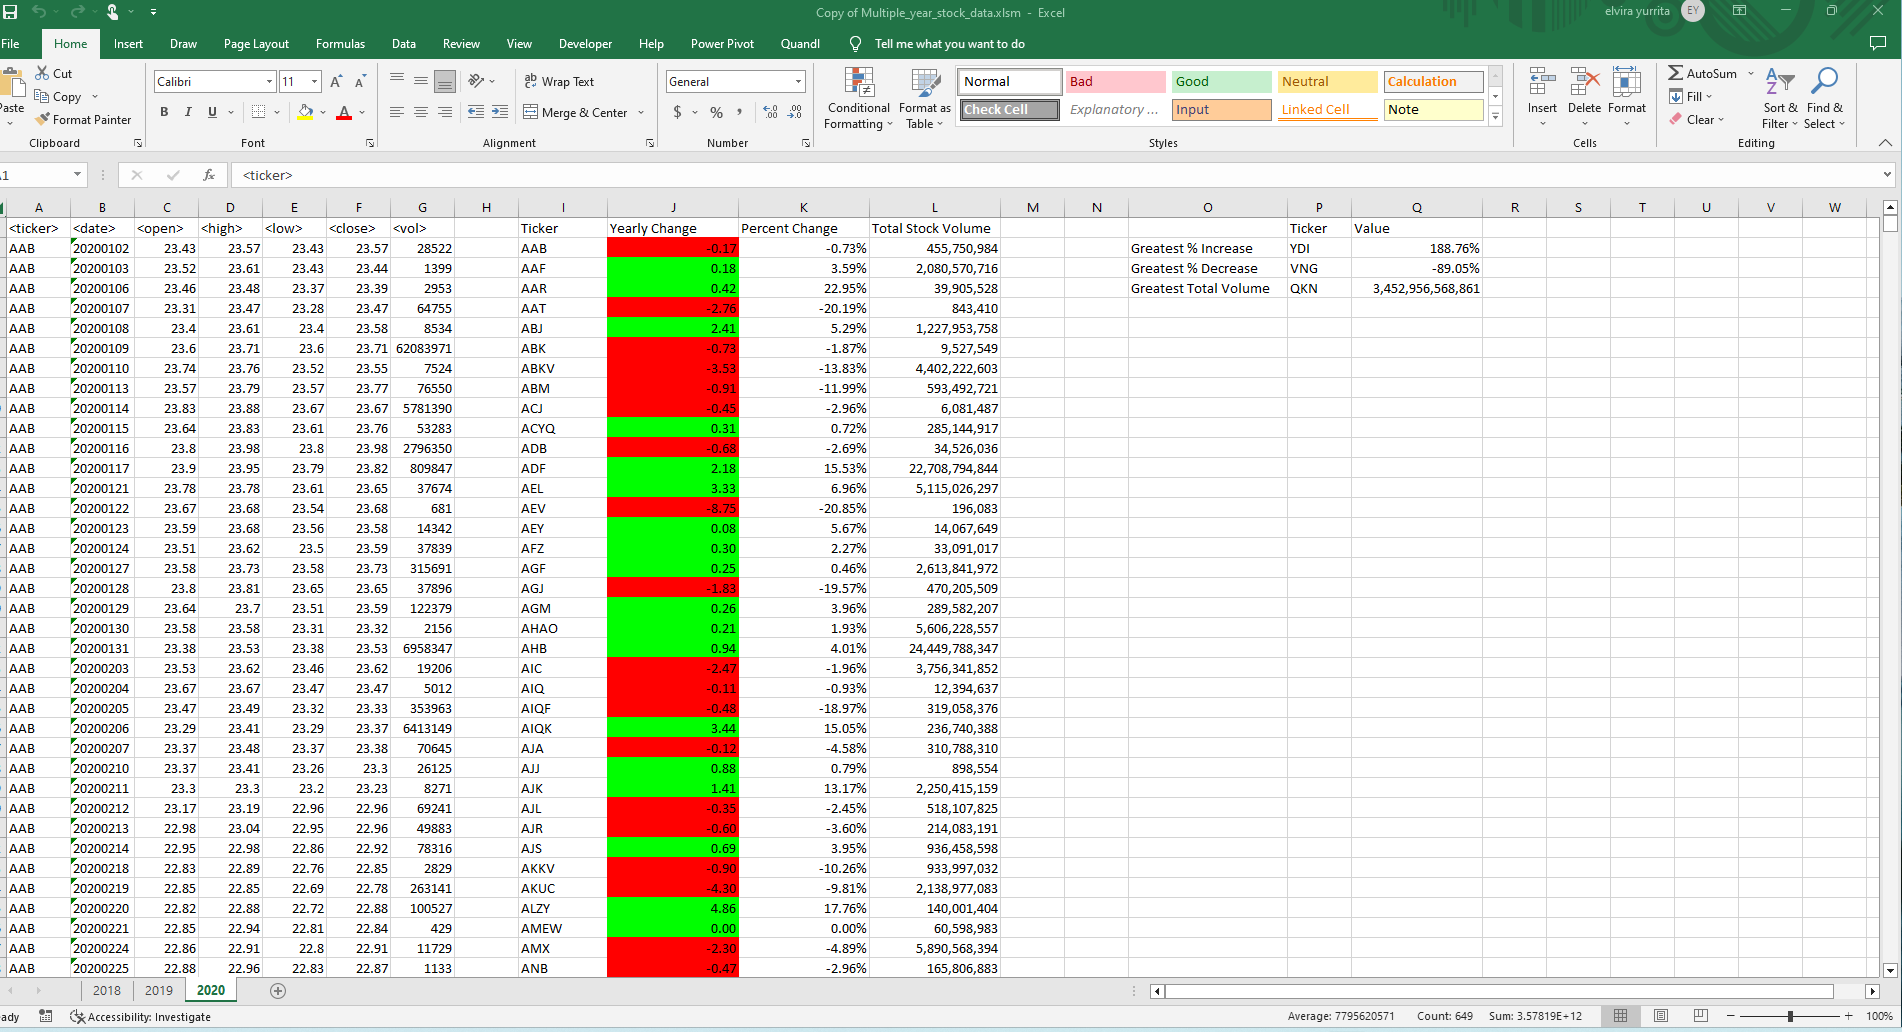 Copy of Multiple_year_stock_data.xlsm - Excel
elvira yurrita EY
File Home Insert Draw Page Layout Formulas Data Review View Developer Help Power Pivot Quandl Tell me what you want to do
Cut Calibri 11 Wrap Text General Normal Bad Good Neutral Calculation AutoSum
Copy Conditional Formatting Format as Table Insert Delete Format Fill Sort & Filter Find & Select
Format Painter B I U Merge & Center $ % Check Cell Explanatory ... Input Linked Cell Note Clear
Clipboard Font Alignment Number Styles Cells Editing
fx <ticker>
A B C D E F G H I J K L M N O P Q R S T U V W
<ticker> <date> <open> <high> <low> <close> <vol> Ticker Yearly Change Percent Change Total Stock Volume Ticker Value
AAB 20200102 23.43 23.57 23.43 23.57 28522 AAB -0.17 -0.73% 455,750,984 Greatest % Increase YDI 188.76%
AAB 20200103 23.52 23.61 23.43 23.44 1399 AAF 0.18 3.59% 2,080,570,716 Greatest % Decrease VNG -89.05%
AAB 20200106 23.46 23.48 23.37 23.39 2953 AAR 0.42 22.95% 39,905,528 Greatest Total Volume QKN 3,452,956,568,861
AAB 20200107 23.31 23.47 23.28 23.47 64755 AAT -2.76 -20.19% 843,410
AAB 20200108 23.4 23.61 23.4 23.58 8534 ABJ 2.41 5.29% 1,227,953,758
AAB 20200109 23.6 23.71 23.6 23.71 62083971 ABK -0.73 -1.87% 9,527,549
AAB 20200110 23.74 23.76 23.52 23.55 7524 ABKV -3.53 -13.83% 4,402,222,603
AAB 20200113 23.57 23.79 23.57 23.77 76550 ABM -0.91 -11.99% 593,492,721
AAB 20200114 23.83 23.88 23.67 23.67 5781390 ACJ -0.45 -2.96% 6,081,487
AAB 20200115 23.64 23.83 23.61 23.76 53283 ACYQ 0.31 0.72% 285,144,917
AAB 20200116 23.8 23.98 23.8 23.98 2796350 ADB -0.68 -2.69% 34,526,036
AAB 20200117 23.9 23.95 23.79 23.82 809847 ADF 2.18 15.53% 22,708,794,844
AAB 20200121 23.78 23.78 23.61 23.65 37674 AEL 3.33 6.96% 5,115,026,297
AAB 20200122 23.67 23.68 23.54 23.68 681 AEV -8.75 -20.85% 196,083
AAB 20200123 23.59 23.68 23.56 23.58 14342 AEY 0.08 5.67% 14,067,649
AAB 20200124 23.51 23.62 23.5 23.59 37839 AFZ 0.30 2.27% 33,091,017
AAB 20200127 23.58 23.73 23.58 23.73 315691 AGF 0.25 0.46% 2,613,841,972
AAB 20200128 23.8 23.81 23.65 23.65 37896 AGJ -1.83 -19.57% 470,205,509
AAB 20200129 23.64 23.7 23.51 23.59 122379 AGM 0.26 3.96% 289,582,207
AAB 20200130 23.58 23.58 23.31 23.32 2156 AHAO 0.21 1.93% 5,606,228,557
AAB 20200131 23.38 23.53 23.38 23.53 6958347 AHB 0.94 4.01% 24,449,788,347
AAB 20200203 23.53 23.62 23.46 23.62 19206 AIC -2.47 -1.96% 3,756,341,852
AAB 20200204 23.67 23.67 23.47 23.47 5012 AIQ -0.11 -0.93% 12,394,637
AAB 20200205 23.47 23.49 23.32 23.33 353963 AIQF -0.48 -18.97% 319,058,376
AAB 20200206 23.29 23.41 23.29 23.37 6413149 AIQK 3.44 15.05% 236,740,388
AAB 20200207 23.37 23.48 23.37 23.38 70645 AJA -0.12 -4.58% 310,788,310
AAB 20200210 23.37 23.41 23.26 23.3 26125 AJJ 0.88 0.79% 898,554
AAB 20200211 23.3 23.3 23.2 23.23 8271 AJK 1.41 13.17% 2,250,415,159
AAB 20200212 23.17 23.19 22.96 22.96 69241 AJL -0.35 -2.45% 518,107,825
AAB 20200213 22.98 23.04 22.95 22.96 49883 AJR -0.60 -3.60% 214,083,191
AAB 20200214 22.95 22.98 22.86 22.92 78316 AJS 0.69 3.95% 936,458,598
AAB 20200218 22.83 22.89 22.76 22.85 2829 AKKV -0.90 -10.26% 933,997,032
AAB 20200219 22.85 22.85 22.69 22.78 263141 AKUC -4.30 -9.81% 2,138,977,083
AAB 20200220 22.82 22.88 22.72 22.88 100527 ALZY 4.86 17.76% 140,001,404
AAB 20200221 22.85 22.94 22.81 22.84 429 AMEW 0.00 0.00% 60,598,983
AAB 20200224 22.86 22.91 22.8 22.91 11729 AMX -2.30 -4.89% 5,890,568,394
AAB 20200225 22.88 22.96 22.83 22.87 1133 ANB -0.47 -2.96% 165,806,883
2018 2019 2020
Accessibility: Investigate Average: 7795620571 Count: 649 Sum: 3.57819E+12 100%